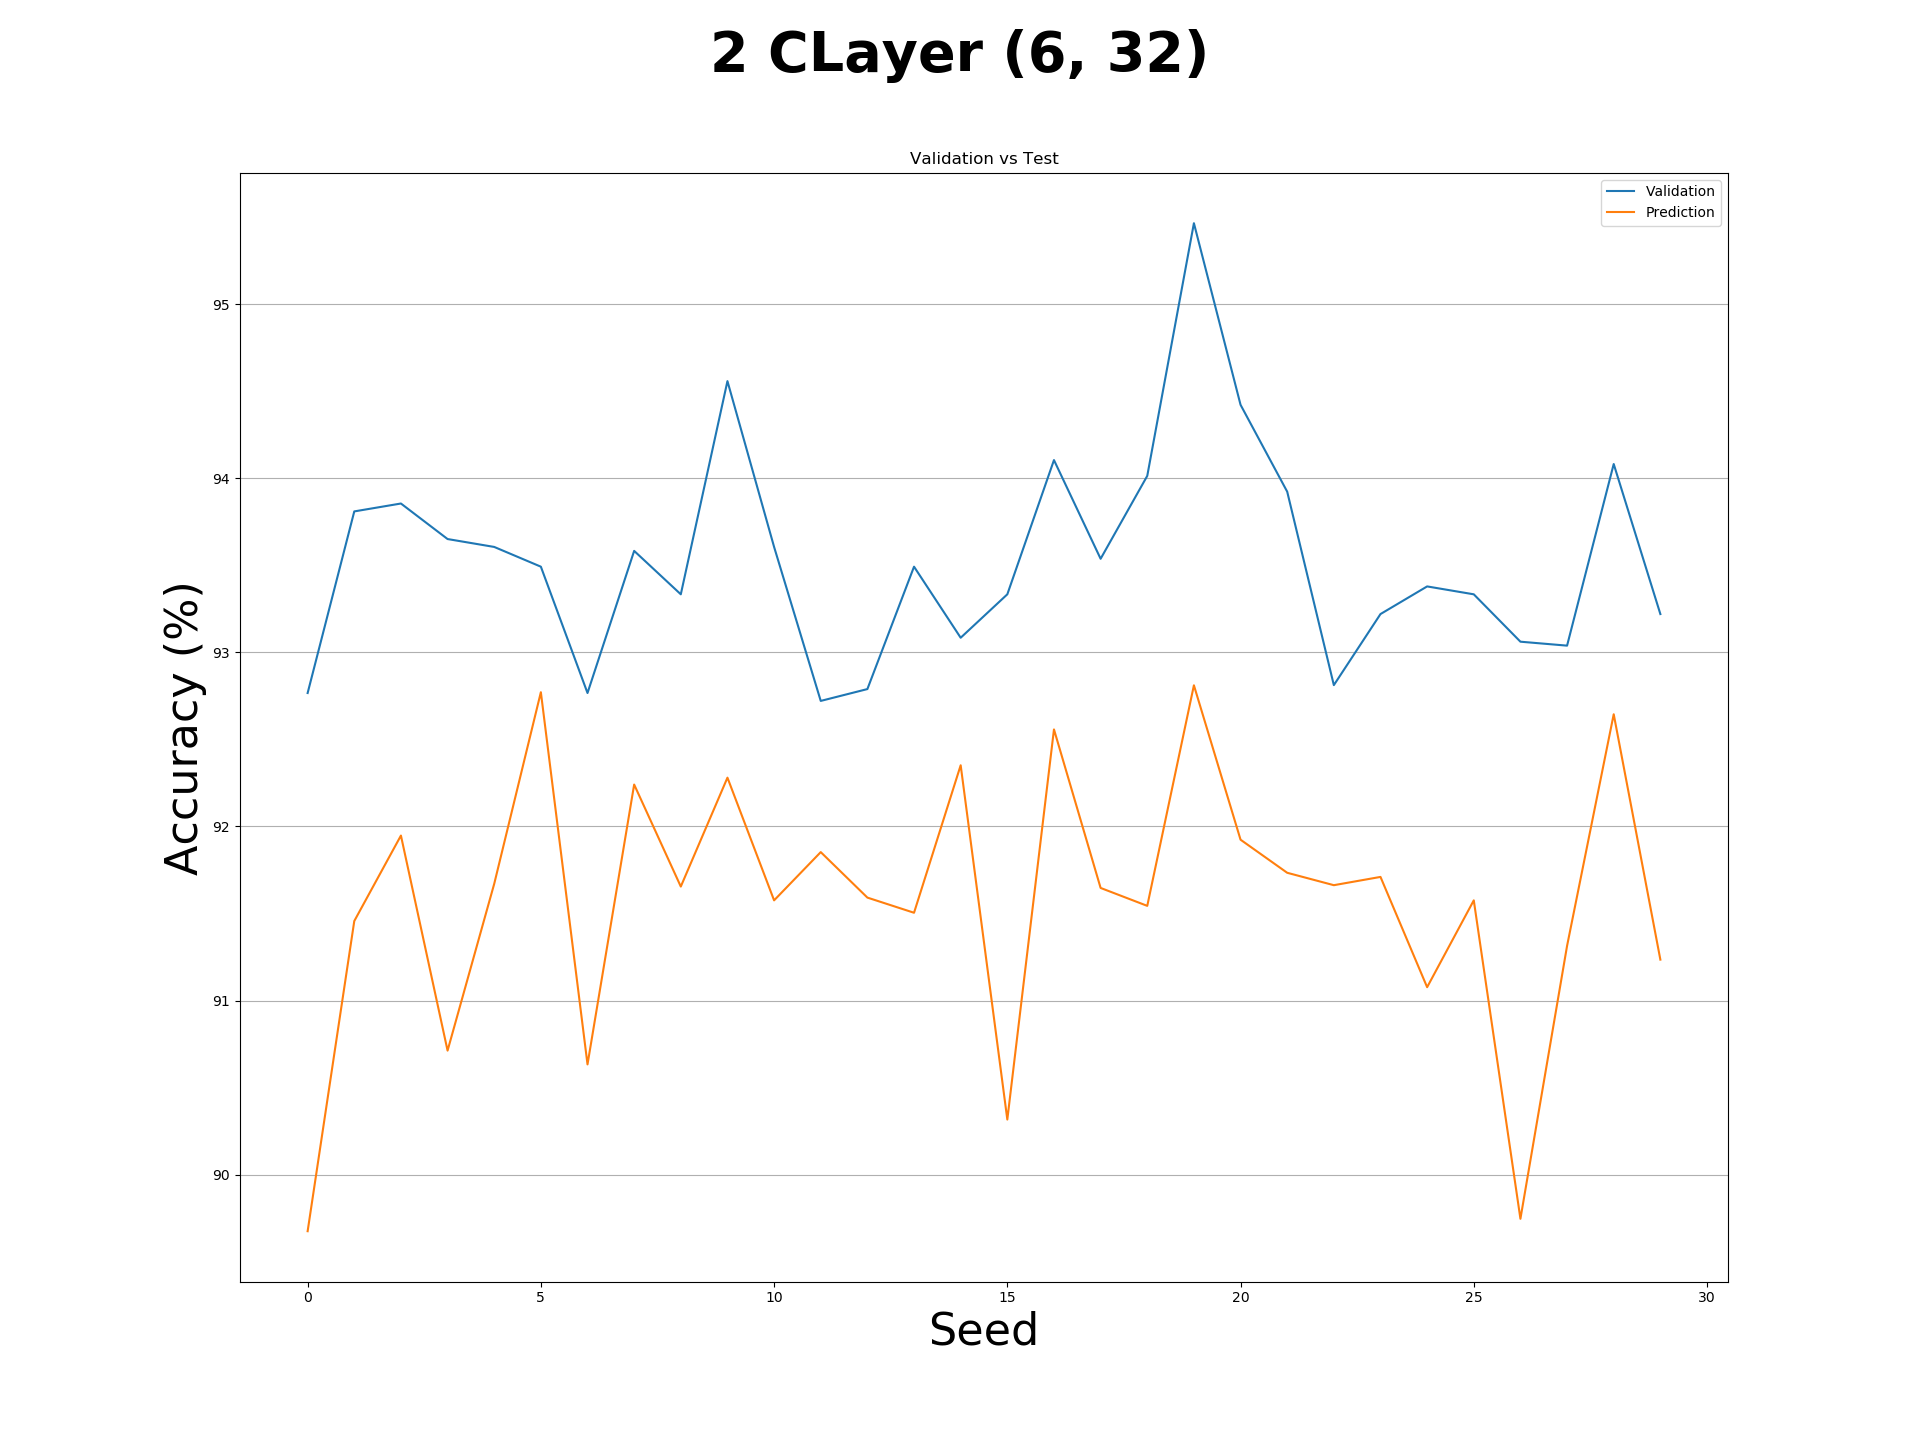 2 CLayer (6, 32)
Validation vs Test
Validation
Prediction
95
94
93
92
91
90
Accuracy (%)
0 5 10 15 20 25 30
Seed